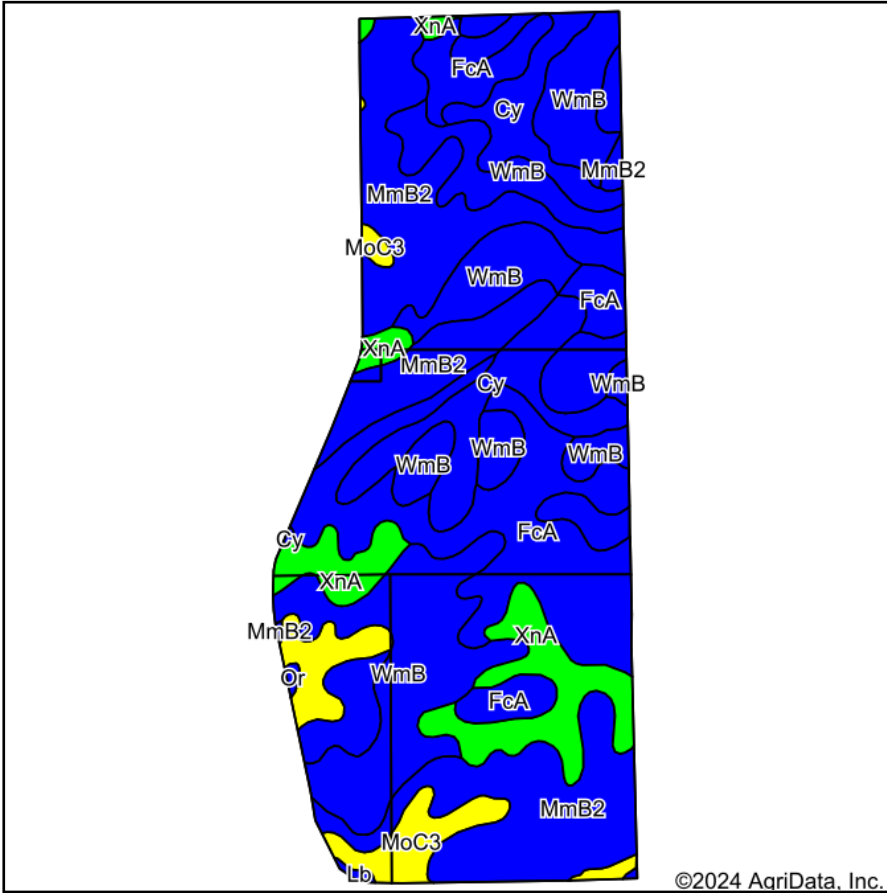 XnA
FcA
WmB
Cy
WmB
MmB2
MmB2
MoC3
WmB
FcA
XnA
MmB2
Cy
WmB
WmB
WmB
WmB
FcA
Cy
XnA
MmB2
XnA
Or
WmB
FcA
MmB2
MoC3
Lb
©2024 AgriData, Inc.